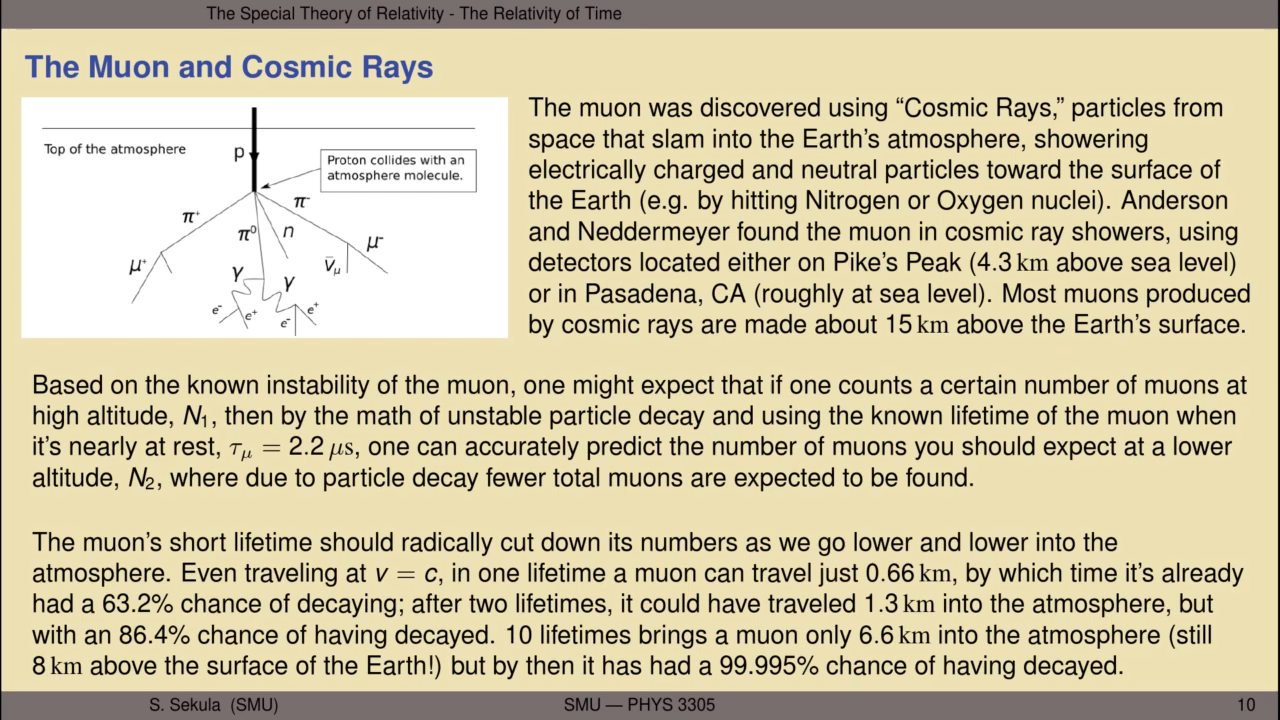 The Special Theory of Relativity - The Relativity of Time
The Muon and Cosmic Rays
Top of the atmosphere
p
Proton collides with an
atmosphere molecule.
π⁺
π⁻
π⁰
n
μ⁺
μ⁻
ν̅μ
γ
γ
e⁻
e⁺
e⁻
e⁺
The muon was discovered using “Cosmic Rays,” particles from
space that slam into the Earth’s atmosphere, showering
electrically charged and neutral particles toward the surface of
the Earth (e.g. by hitting Nitrogen or Oxygen nuclei). Anderson
and Neddermeyer found the muon in cosmic ray showers, using
detectors located either on Pike’s Peak (4.3 km above sea level)
or in Pasadena, CA (roughly at sea level). Most muons produced
by cosmic rays are made about 15 km above the Earth’s surface.
Based on the known instability of the muon, one might expect that if one counts a certain number of muons at
high altitude, N₁, then by the math of unstable particle decay and using the known lifetime of the muon when
it’s nearly at rest, τμ = 2.2 μs, one can accurately predict the number of muons you should expect at a lower
altitude, N₂, where due to particle decay fewer total muons are expected to be found.
The muon’s short lifetime should radically cut down its numbers as we go lower and lower into the
atmosphere. Even traveling at v = c, in one lifetime a muon can travel just 0.66 km, by which time it’s already
had a 63.2% chance of decaying; after two lifetimes, it could have traveled 1.3 km into the atmosphere, but
with an 86.4% chance of having decayed. 10 lifetimes brings a muon only 6.6 km into the atmosphere (still
8 km above the surface of the Earth!) but by then it has had a 99.995% chance of having decayed.
S. Sekula (SMU)
SMU — PHYS 3305
10